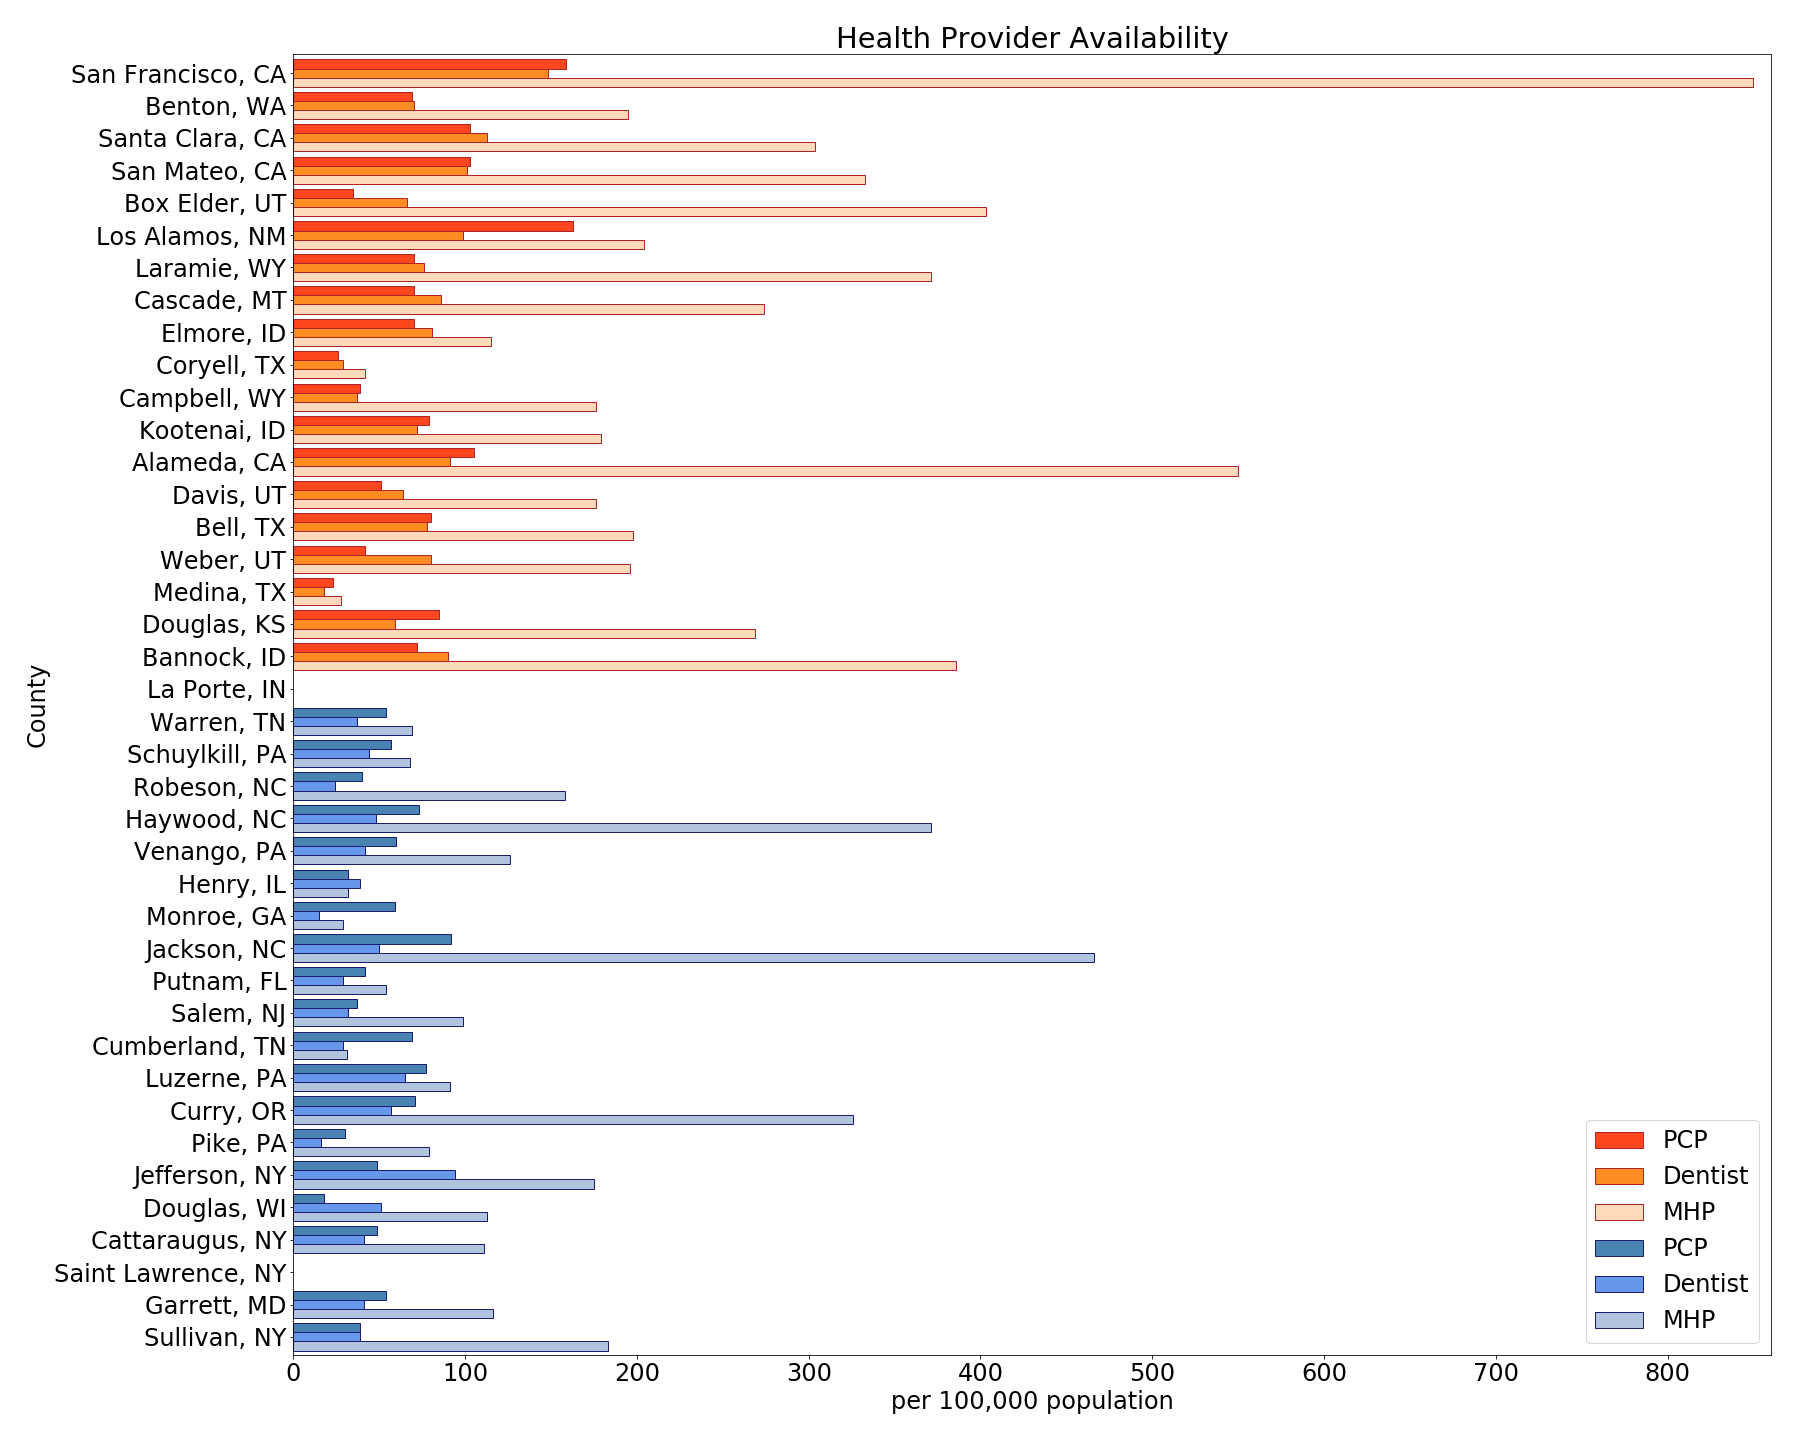 Health Provider Availability
San Francisco, CA
Benton, WA
Santa Clara, CA
San Mateo, CA
Box Elder, UT
Los Alamos, NM
Laramie, WY
Cascade, MT
Elmore, ID
Coryell, TX
Campbell, WY
Kootenai, ID
Alameda, CA
Davis, UT
Bell, TX
Weber, UT
Medina, TX
Douglas, KS
Bannock, ID
La Porte, IN
Warren, TN
Schuylkill, PA
Robeson, NC
Haywood, NC
Venango, PA
Henry, IL
Monroe, GA
Jackson, NC
Putnam, FL
Salem, NJ
Cumberland, TN
Luzerne, PA
Curry, OR
Pike, PA
Jefferson, NY
Douglas, WI
Cattaraugus, NY
Saint Lawrence, NY
Garrett, MD
Sullivan, NY
County
PCP
Dentist
MHP
PCP
Dentist
MHP
0 100 200 300 400 500 600 700 800
per 100,000 population